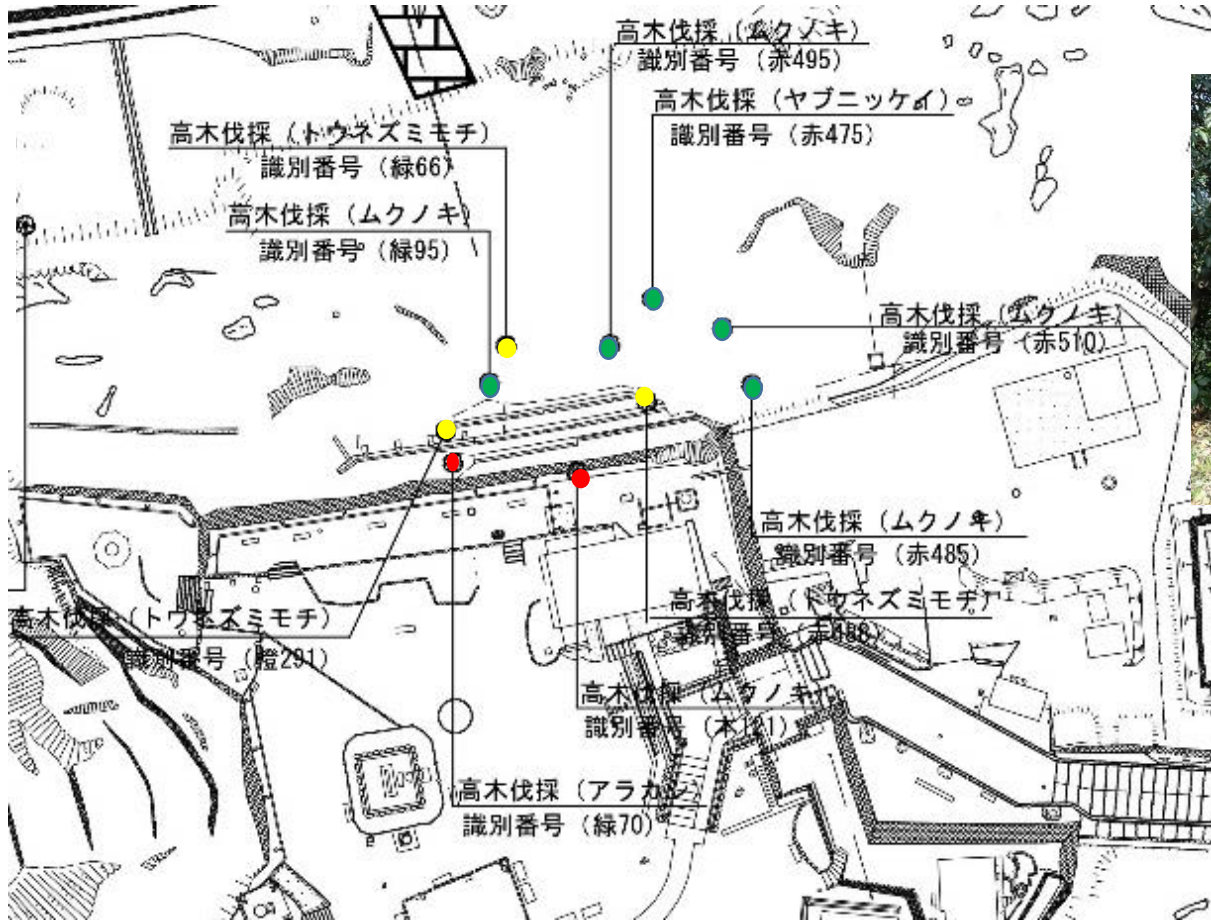 高木伐採（ムクノキ）
識別番号（赤495）
高木伐採（ヤブニッケイ）
識別番号（赤475）
高木伐採（トウネズミモチ）
識別番号（緑66）
高木伐採（ムクノキ）
識別番号（緑95）
高木伐採（ムクノキ）
識別番号（赤510）
高木伐採（ムクノキ）
識別番号（赤485）
高木伐採（トウネズミモチ）
識別番号
高木伐採（トウネズミモチ）
識別番号（橙291）
高木伐採（ムクノキ）
識別番号（本121）
高木伐採（アラカシ）
識別番号（緑70）